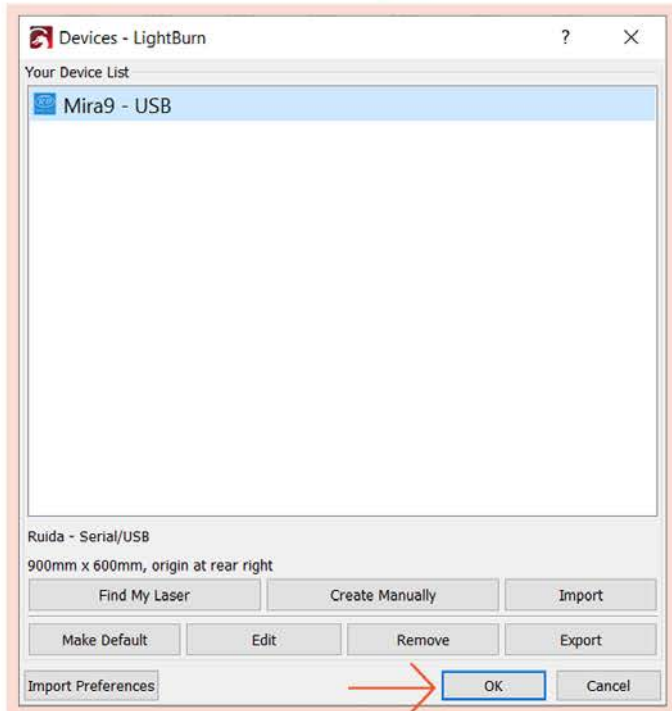 Devices - LightBurn ?
Your Device List
Mira9 - USB
Ruida - Serial/USB
900mm x 600mm, origin at rear right
Find My Laser Create Manually Import
Make Default Edit Remove Export
Import Preferences OK Cancel